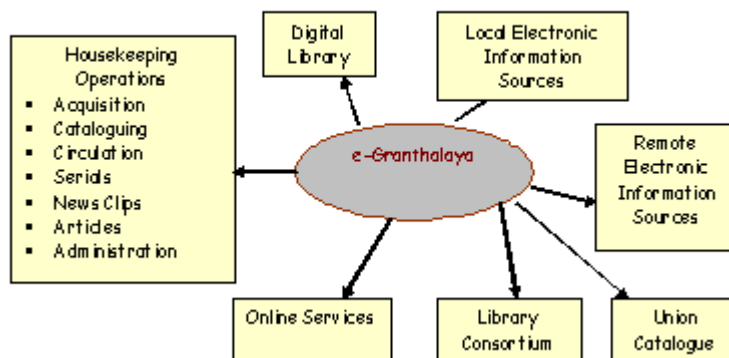 Housekeeping
Operations
▪ Acquisition
▪ Cataloguing
▪ Circulation
▪ Serials
▪ News Clips
▪ Articles
▪ Administration
Digital
Library
Local Electronic
Information
Sources
e-Granthalaya
Remote
Electronic
Information
Sources
Online Services
Library
Consortium
Union
Catalogue